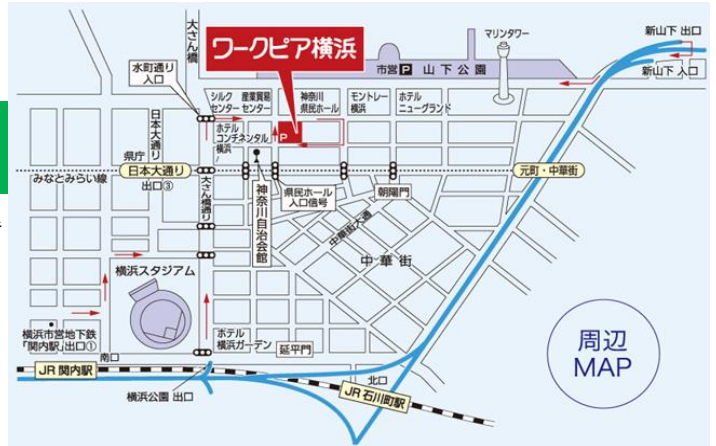 大さん橋
ワークピア横浜
マリンタワー
新山下 出口
新山下 入口
水町通り
入口
市営 P 山下公園
シルク
センター
産業貿易
センター
神奈川
県民ホール
モントレー
横浜
ホテル
ニューグランド
日本大通り
ホテル
コンチネンタル
横浜
P
県庁
みなとみらい線
日本大通り
出口③
元町・中華街
大さん橋通り
神奈川自治会館
県民ホール
入口信号
朝陽門
中華街大通
中華街
横浜スタジアム
横浜市営地下鉄
「関内駅」出口①
ホテル
横浜ガーデン
延平門
南口
JR 関内駅
北口
JR 石川町駅
横浜公園 出口
周辺
MAP